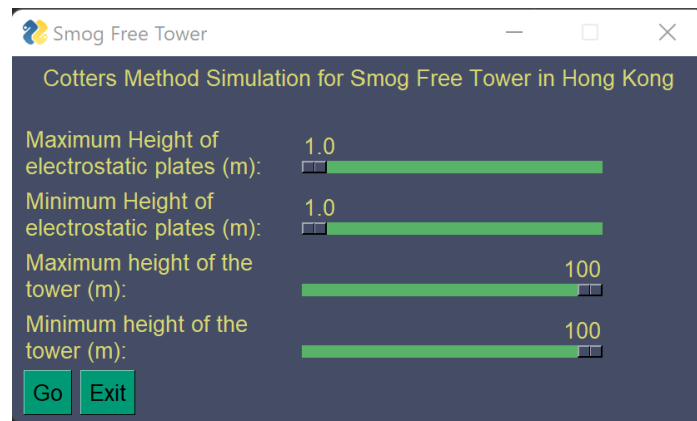 Smog Free Tower
Cotters Method Simulation for Smog Free Tower in Hong Kong
Maximum Height of
electrostatic plates (m):
1.0
Minimum Height of
electrostatic plates (m):
1.0
Maximum height of the
tower (m):
100
Minimum height of the
tower (m):
100
Go Exit